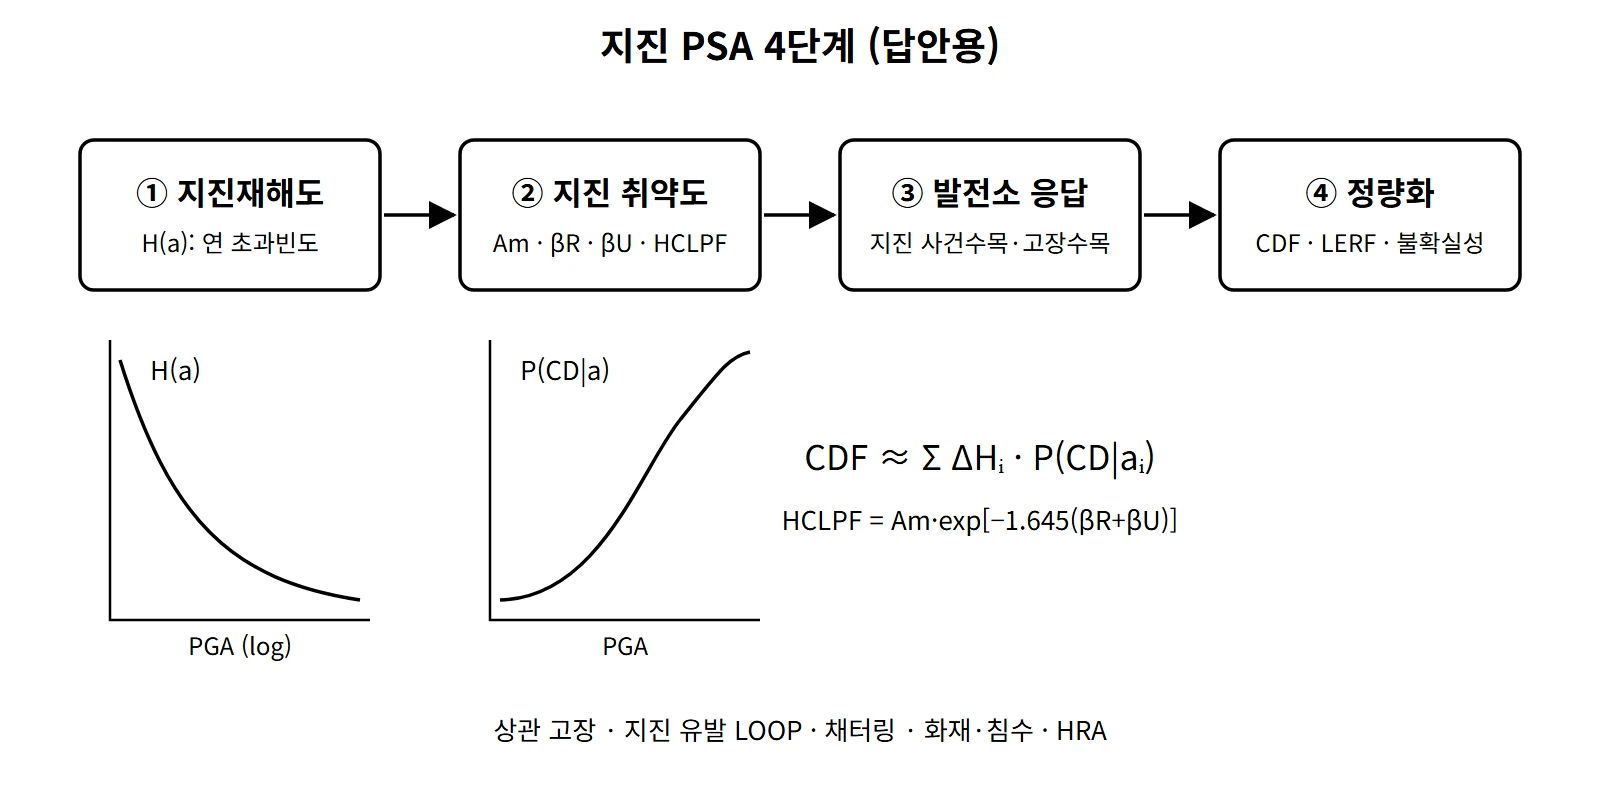 지진 PSA 4단계 (답안용)
① 지진재해도
H(a): 연 초과빈도
② 지진 취약도
Am · βR · βU · HCLPF
③ 발전소 응답
지진 사건수목·고장수목
④ 정량화
CDF · LERF · 불확실성
H(a)
PGA (log)
P(CD|a)
PGA
CDF ≈ Σ ΔHᵢ · P(CD|aᵢ)
HCLPF = Am·exp[−1.645(βR+βU)]
상관 고장 · 지진 유발 LOOP · 채터링 · 화재·침수 · HRA